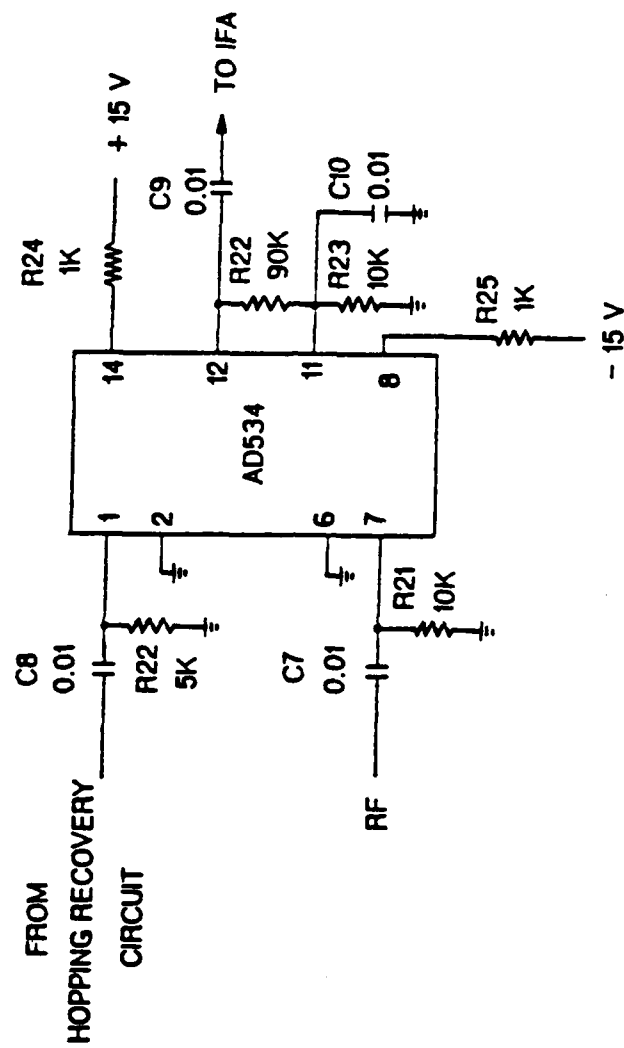 FROM
HOPPING RECOVERY
CIRCUIT
C8
0.01
R22
5K
RF
C7
0.01
R21
10K
1
2
6
7
AD534
14
12
11
8
R24
1K
+ 15 V
C9
0.01
TO IFA
R22
90K
R23
10K
C10
0.01
R25
1K
- 15 V